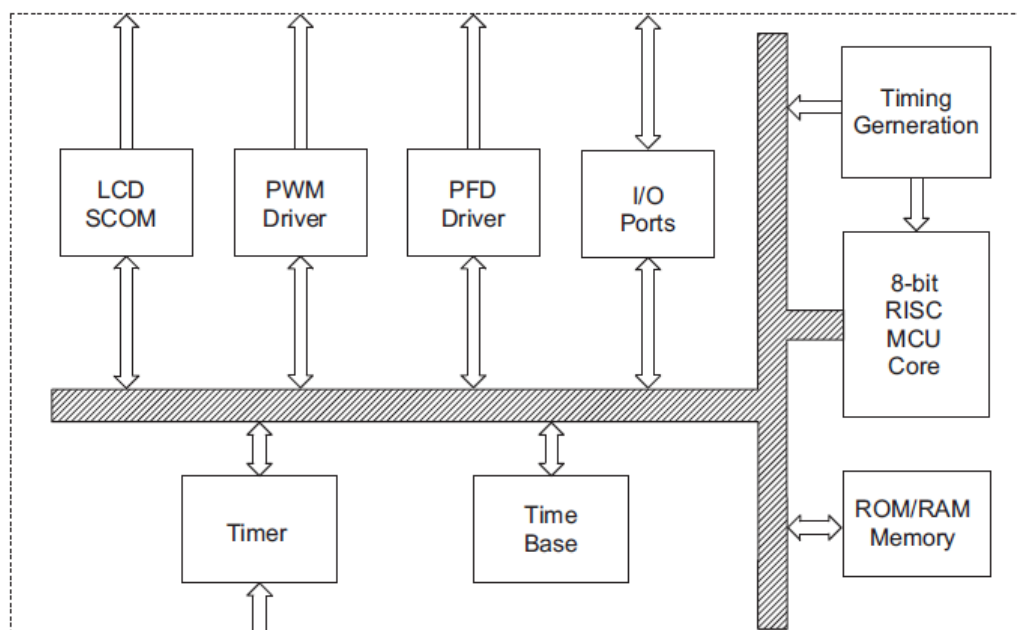 Timing
Gerneration
LCD
SCOM
PWM
Driver
PFD
Driver
I/O
Ports
8-bit
RISC
MCU
Core
Timer
Time
Base
ROM/RAM
Memory